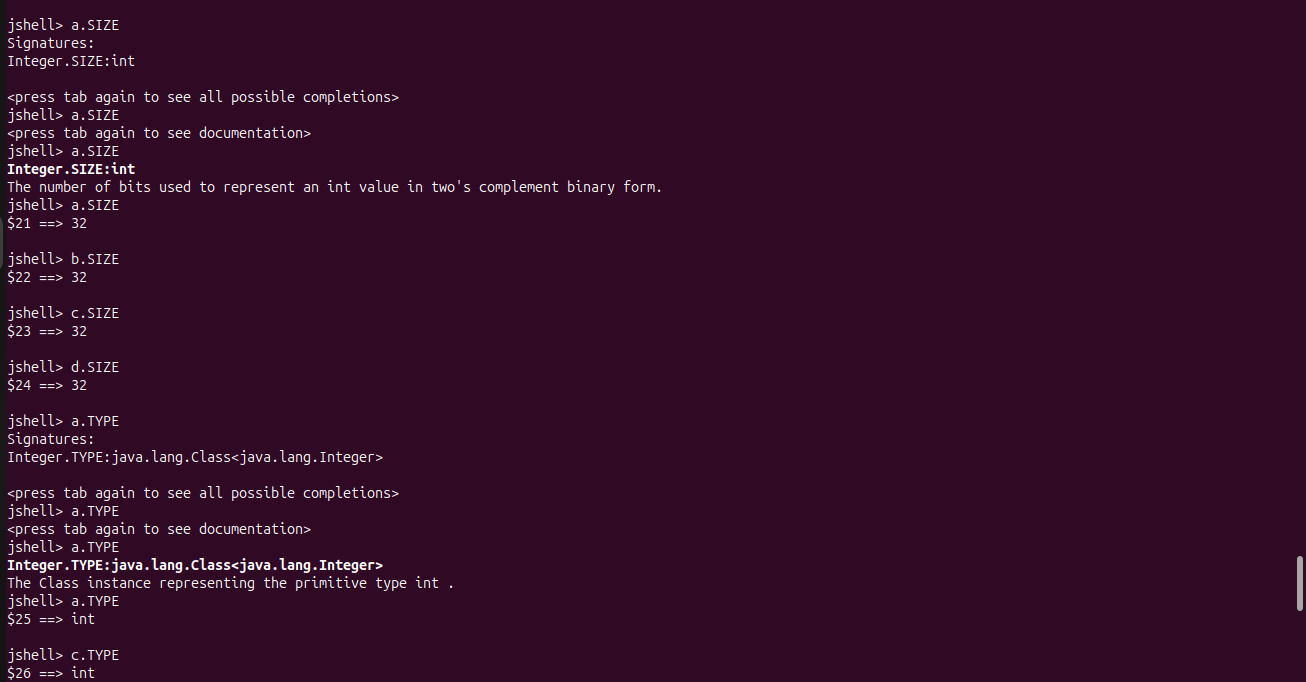 jshell> a.SIZE
Signatures:
Integer.SIZE:int
<press tab again to see all possible completions>
jshell> a.SIZE
<press tab again to see documentation>
jshell> a.SIZE
Integer.SIZE:int
The number of bits used to represent an int value in two's complement binary form.
jshell> a.SIZE
$21 ==> 32
jshell> b.SIZE
$22 ==> 32
jshell> c.SIZE
$23 ==> 32
jshell> d.SIZE
$24 ==> 32
jshell> a.TYPE
Signatures:
Integer.TYPE:java.lang.Class<java.lang.Integer>
<press tab again to see all possible completions>
jshell> a.TYPE
<press tab again to see documentation>
jshell> a.TYPE
Integer.TYPE:java.lang.Class<java.lang.Integer>
The Class instance representing the primitive type int .
jshell> a.TYPE
$25 ==> int
jshell> c.TYPE
$26 ==> int